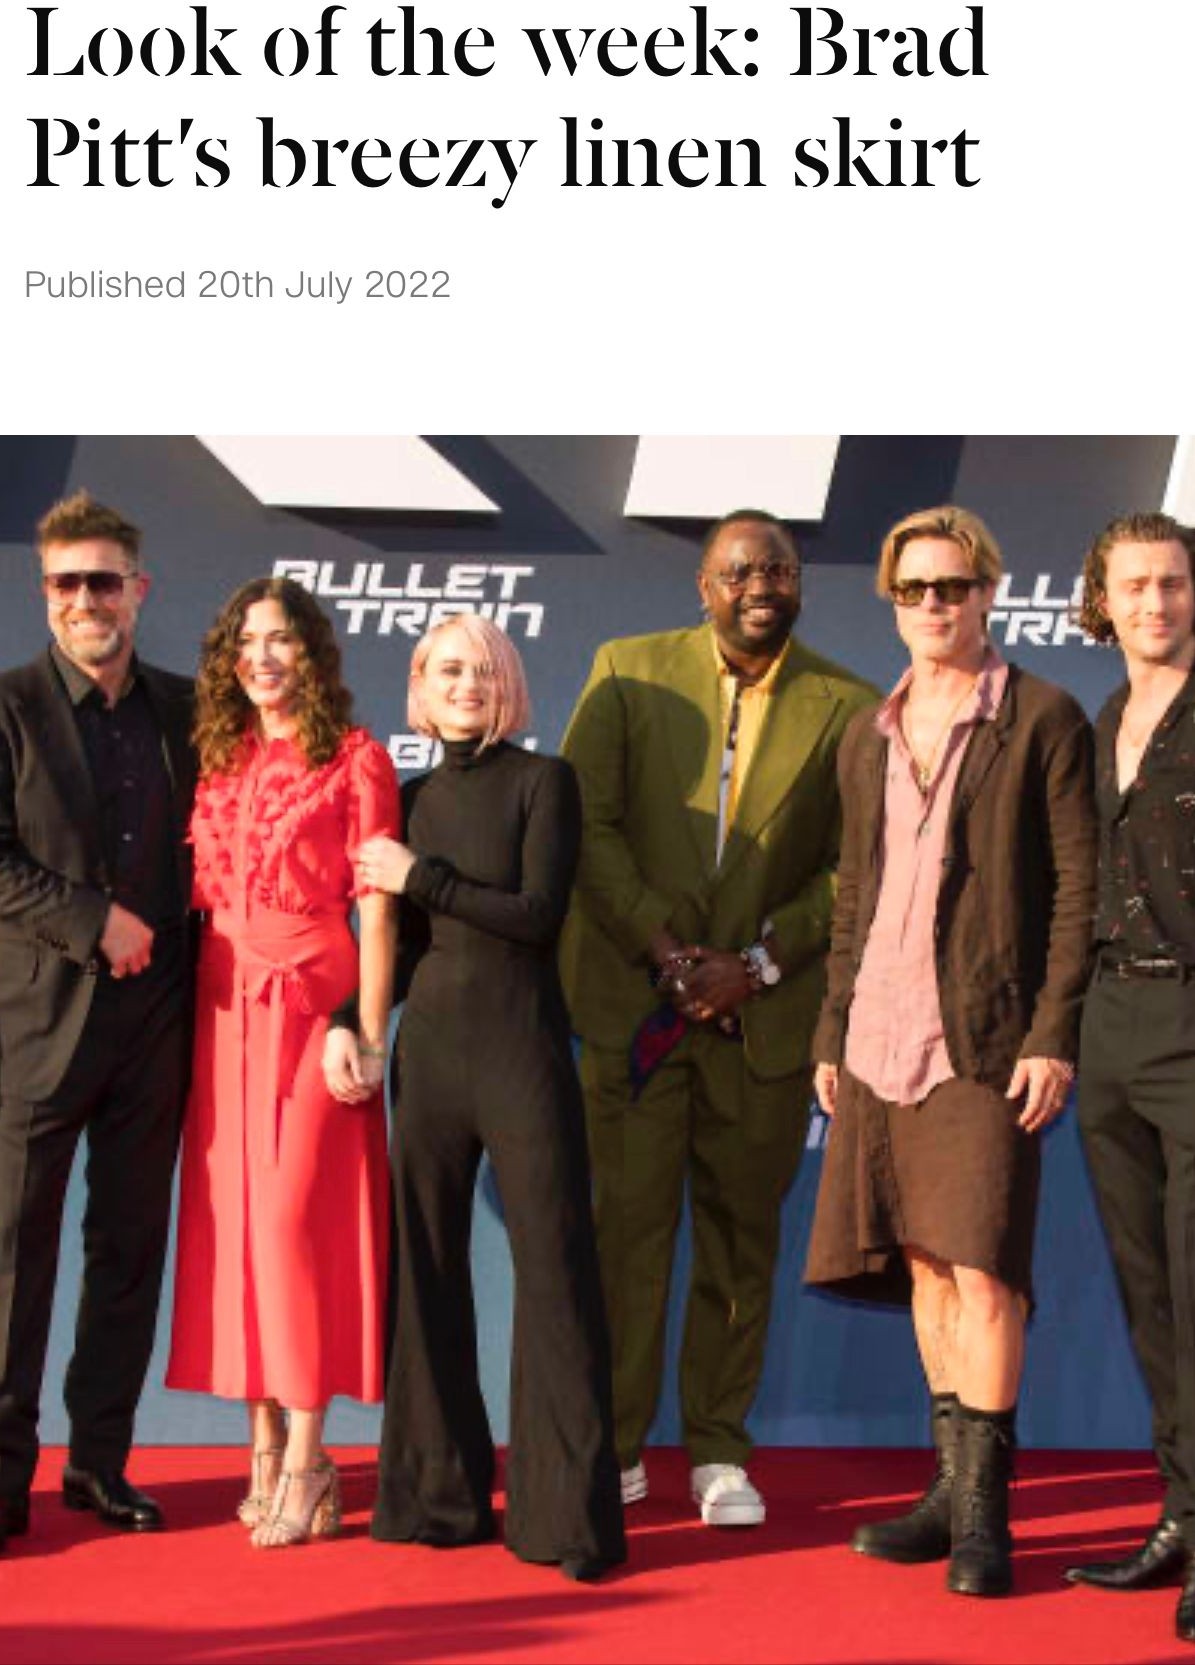 Look of the week: Brad
Pitt's breezy linen skirt
Published 20th July 2022
BULLET
TRAIN